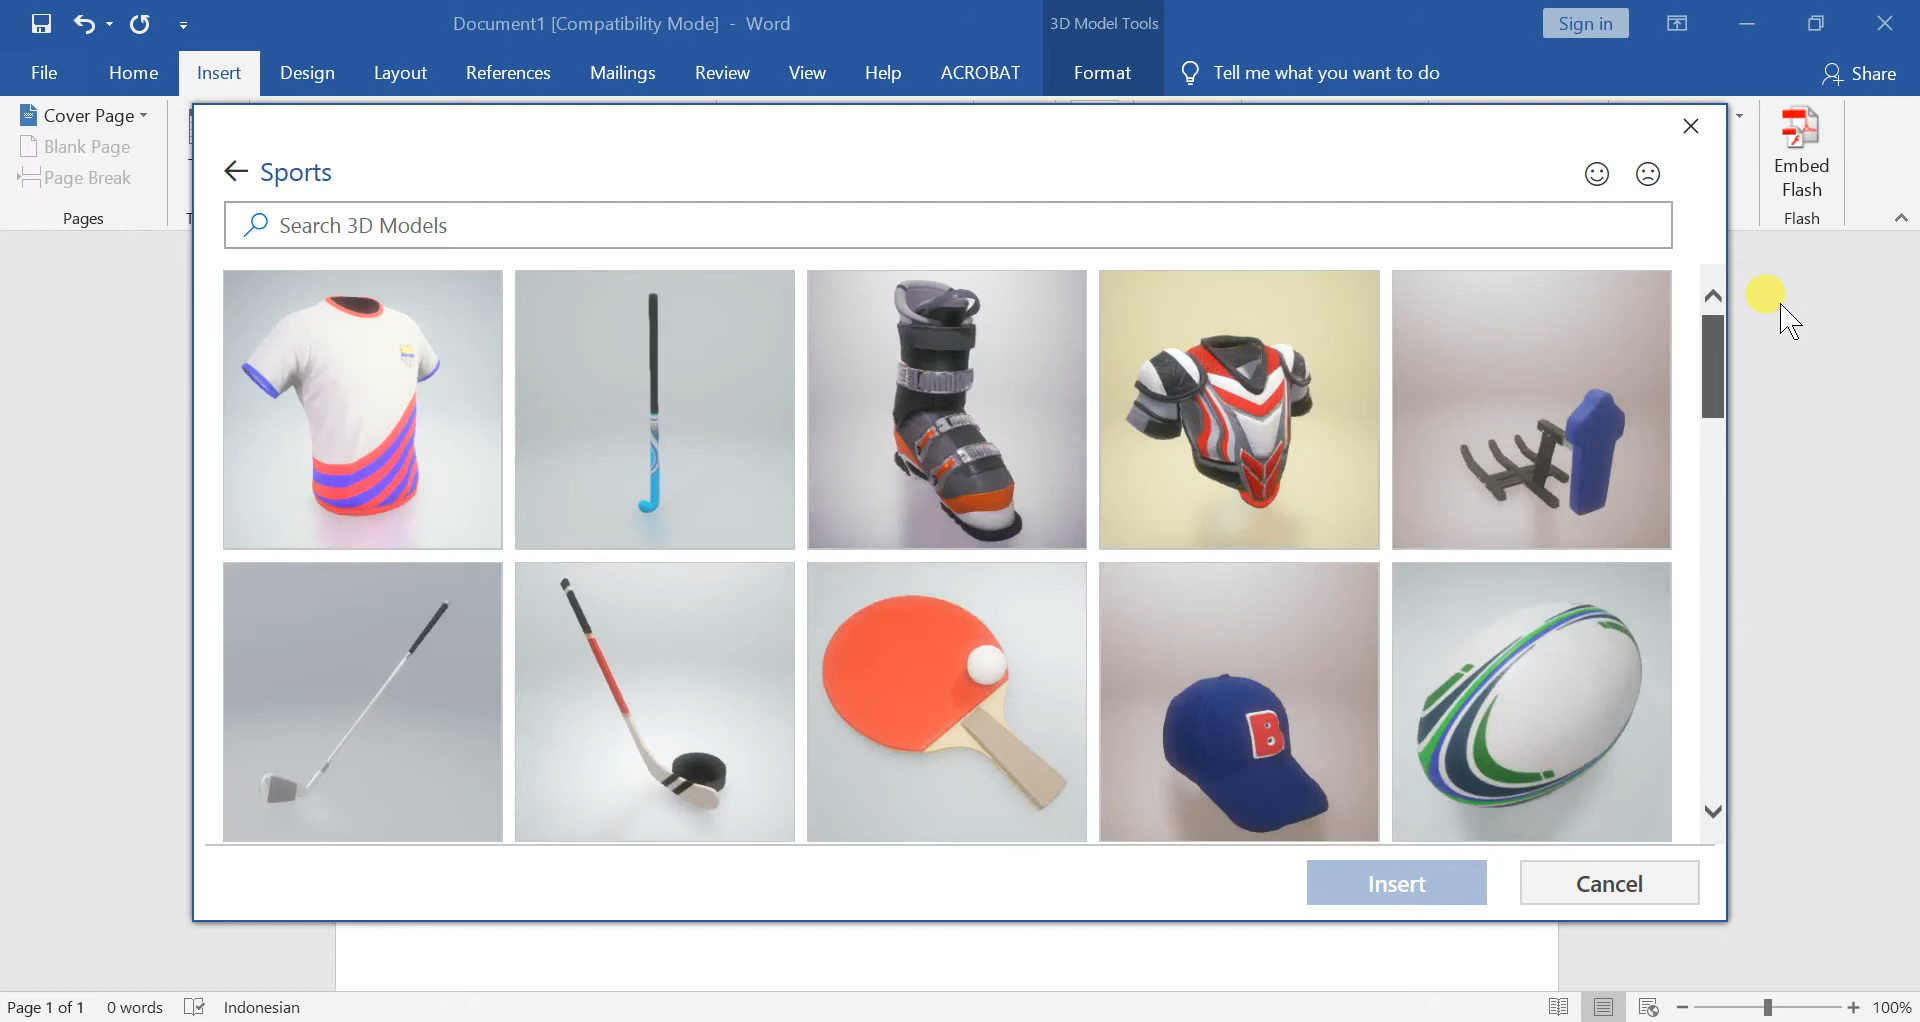 Document1 [Compatibility Mode] - Word
3D Model Tools
Sign in
File Home Insert Design Layout References Mailings Review View Help ACROBAT Format Tell me what you want to do Share
Cover Page
Blank Page
Page Break
Pages
Embed
Flash
Flash
Sports
Search 3D Models
B
Insert Cancel
Page 1 of 1 0 words Indonesian 100%